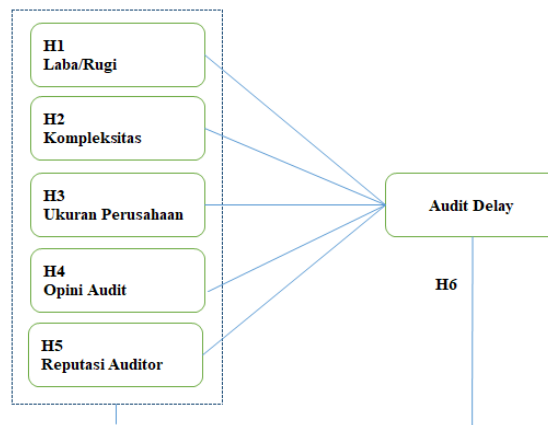 H1
Laba/Rugi
H2
Kompleksitas
H3
Ukuran Perusahaan
H4
Opini Audit
H5
Reputasi Auditor
Audit Delay
H6